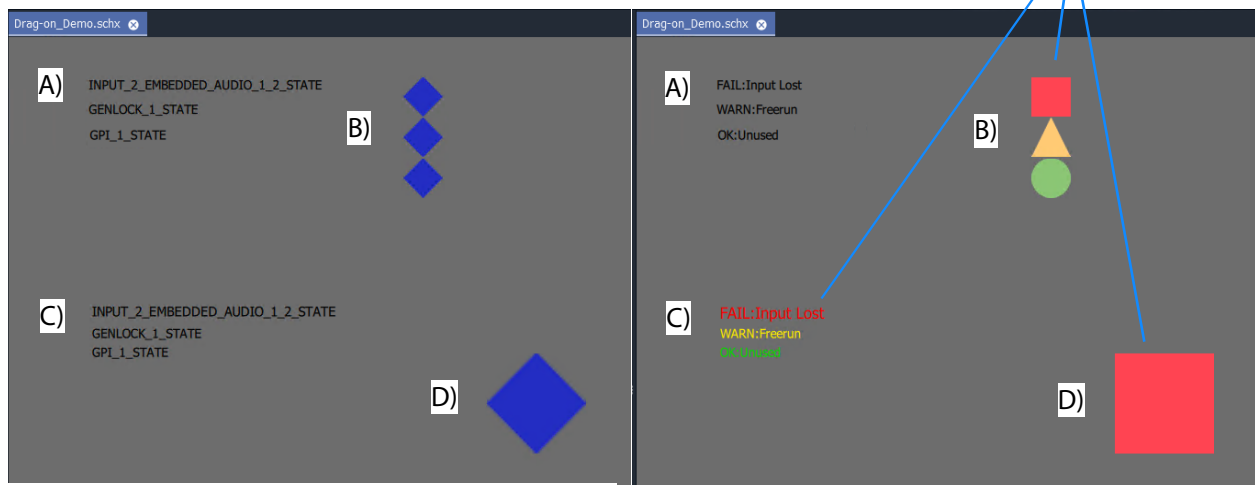 Drag-on_Demo.schx
A)
INPUT_2_EMBEDDED_AUDIO_1_2_STATE
GENLOCK_1_STATE
GPI_1_STATE
B)
C)
INPUT_2_EMBEDDED_AUDIO_1_2_STATE
GENLOCK_1_STATE
GPI_1_STATE
D)
Drag-on_Demo.schx
A)
FAIL:Input Lost
WARN:Freerun
OK:Unused
B)
C)
FAIL:Input Lost
WARN:Freerun
OK:Unused
D)